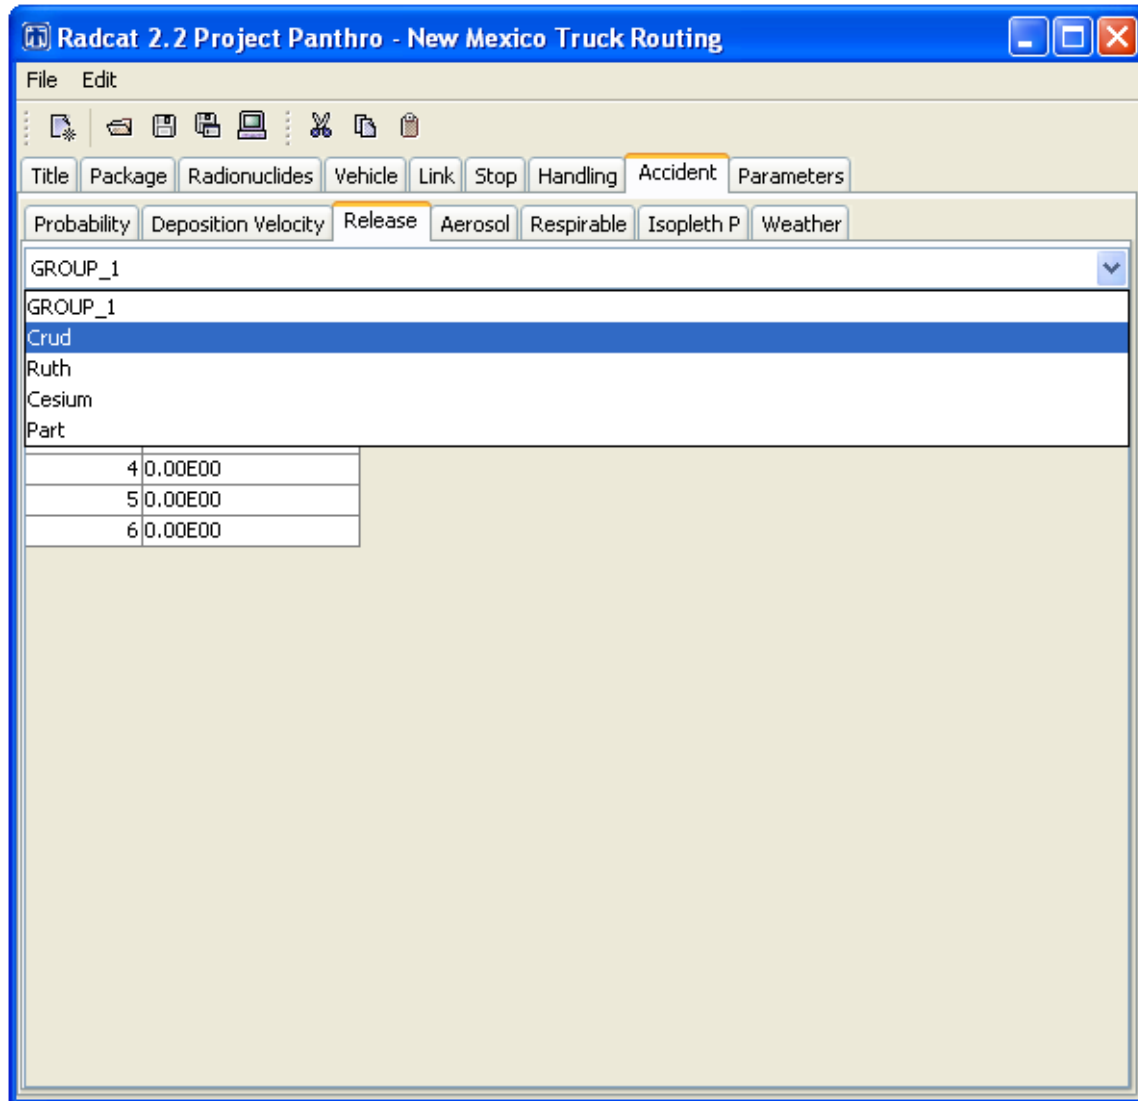 Radcat 2.2 Project Panthro - New Mexico Truck Routing
File Edit
Title Package Radionuclides Vehicle Link Stop Handling Accident Parameters
Probability Deposition Velocity Release Aerosol Respirable Isopleth P Weather
GROUP_1
GROUP_1
Crud
Ruth
Cesium
Part
4 0.00E00
5 0.00E00
6 0.00E00